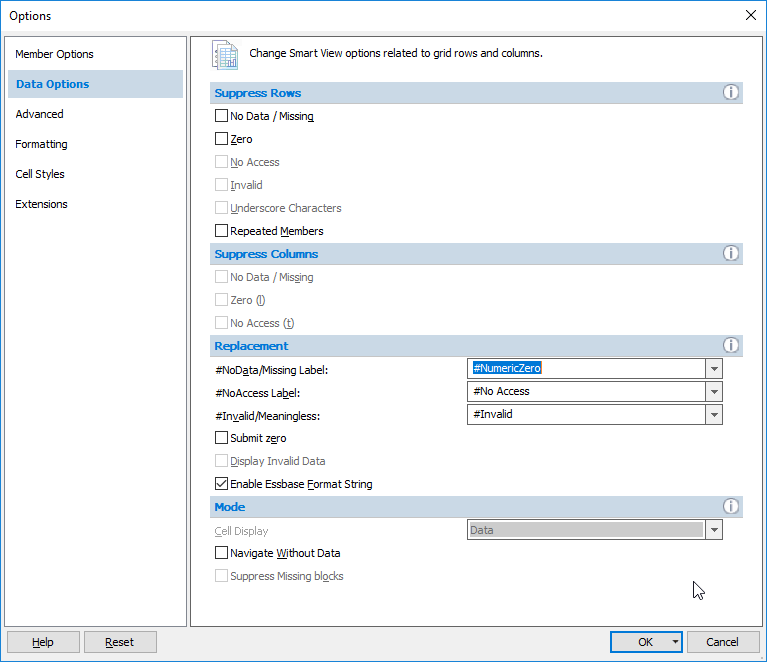 Options
Member Options
Data Options
Advanced
Formatting
Cell Styles
Extensions
Change Smart View options related to grid rows and columns.
Suppress Rows
No Data / Missing
Zero
No Access
Invalid
Underscore Characters
Repeated Members
Suppress Columns
No Data / Missing
Zero (l)
No Access (t)
Replacement
#NoData/Missing Label: #NumericZero
#NoAccess Label: #No Access
#Invalid/Meaningless: #Invalid
Submit zero
Display Invalid Data
Enable Essbase Format String
Mode
Cell Display Data
Navigate Without Data
Suppress Missing blocks
Help Reset OK Cancel